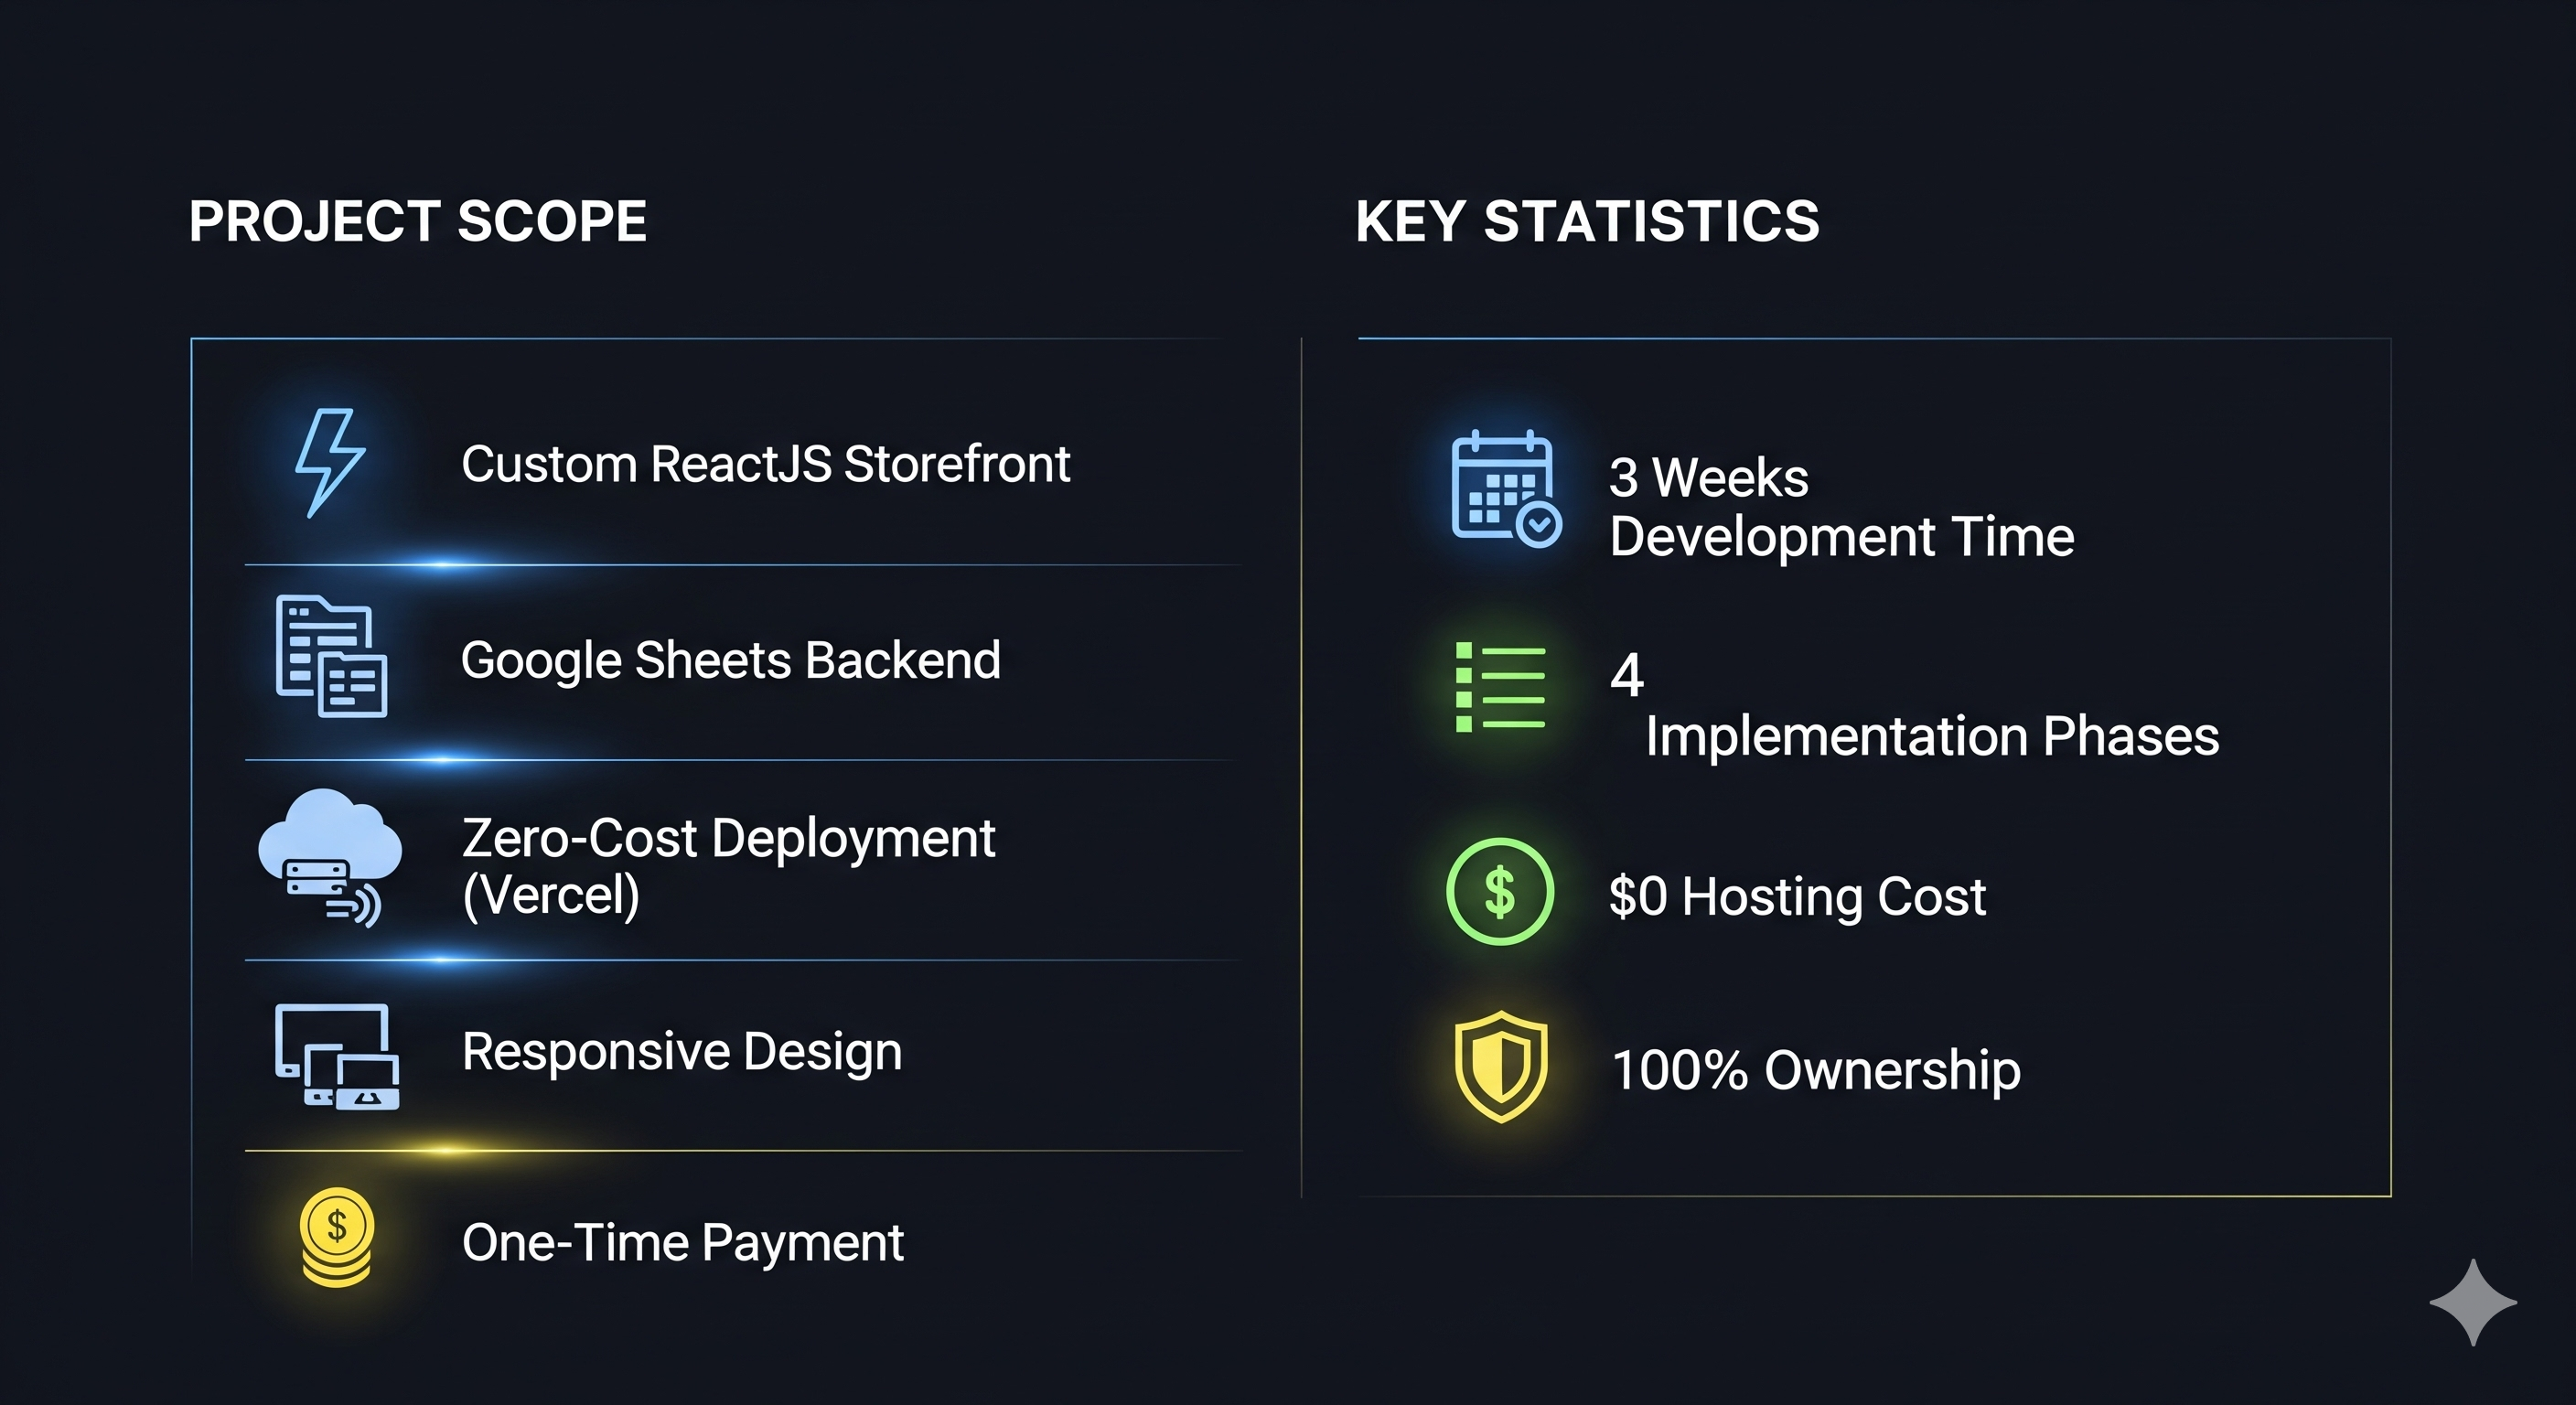 PROJECT SCOPE
Custom ReactJS Storefront
Google Sheets Backend
Zero-Cost Deployment
(Vercel)
Responsive Design
$
One-Time Payment
KEY STATISTICS
3 Weeks
Development Time
4
Implementation Phases
$
$0 Hosting Cost
100% Ownership